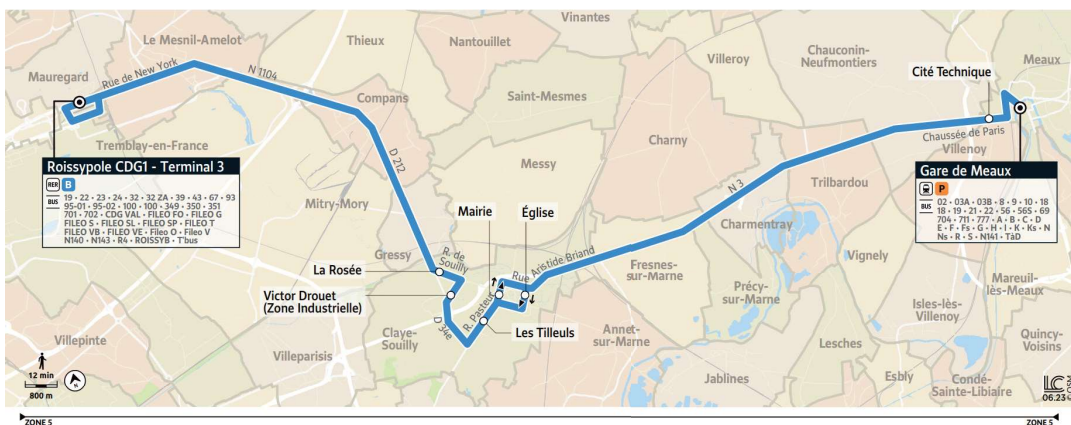 Vinantes
Le Mesnil-Amelot
Thieux
Nantouillet
Chauconin-
Neufmontiers
Villeroy
Meaux
Cité Technique
Mauregard
Rue de New York
N 1104
Compans
Saint-Mesmes
Charny
Chaussée de Paris
Villenoy
Tremblay-en-France
Roissypole CDG1 - Terminal 3
RER B
BUS
19 • 22 • 23 • 24 • 32 • 32 ZA • 39 • 43 • 67 • 93
95-01 • 95-02 • 100 • 100 • 349 • 350 • 351
701 • 702 • CDG VAL • FILEO FO • FILEO G
FILEO S • FILEO SL • FILEO SP • FILEO T
FILEO VB • FILEO VE • Fileo O • Fileo V
N140 • N143 • R4 • ROISSYB • T'bus
D 212
Messy
N 3
Trilbardou
Gare de Meaux
P
BUS
02 • 03A • 03B • 8 • 9 • 10 • 18
18 • 19 • 21 • 22 • 56 • 56S • 69
704 • 711 • 777 • A • B • C • D
E • F • Fs • G • H • I • K • Ks • N
Ns • R • S • N141 • TàD
Mitry-Mory
Mairie
Église
Charmentray
Gressy
R. de
Souilly
Rue Aristide Briand
Fresnes-
sur-Marne
Vignely
La Rosée
Victor Drouet
(Zone Industrielle)
R. Pasteur
Précy-
sur-Marne
Mareuil-
lès-Meaux
Isles-lès-
Villenoy
D 34e
Les Tilleuls
Claye-
Souilly
Annet-
sur-Marne
Quincy-
Voisins
Villepinte
Villeparisis
Lesches
Jablines
Esbly
Condé-
Sainte-Libiaire
12 min
800 m
N
LC
06.23
©OSM
ZONE 5
ZONE 5